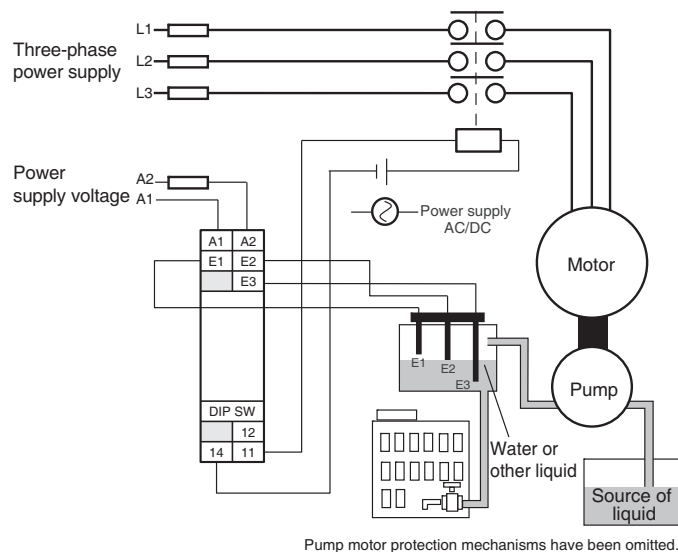 Three-phase
power supply
L1
L2
L3
Power
supply voltage
A2
A1
Power supply
AC/DC
A1 A2
E1 E2
E3
DIP SW
12
14 11
E1
E2
E3
Water or
other liquid
Motor
Pump
Source of
liquid
Pump motor protection mechanisms have been omitted.